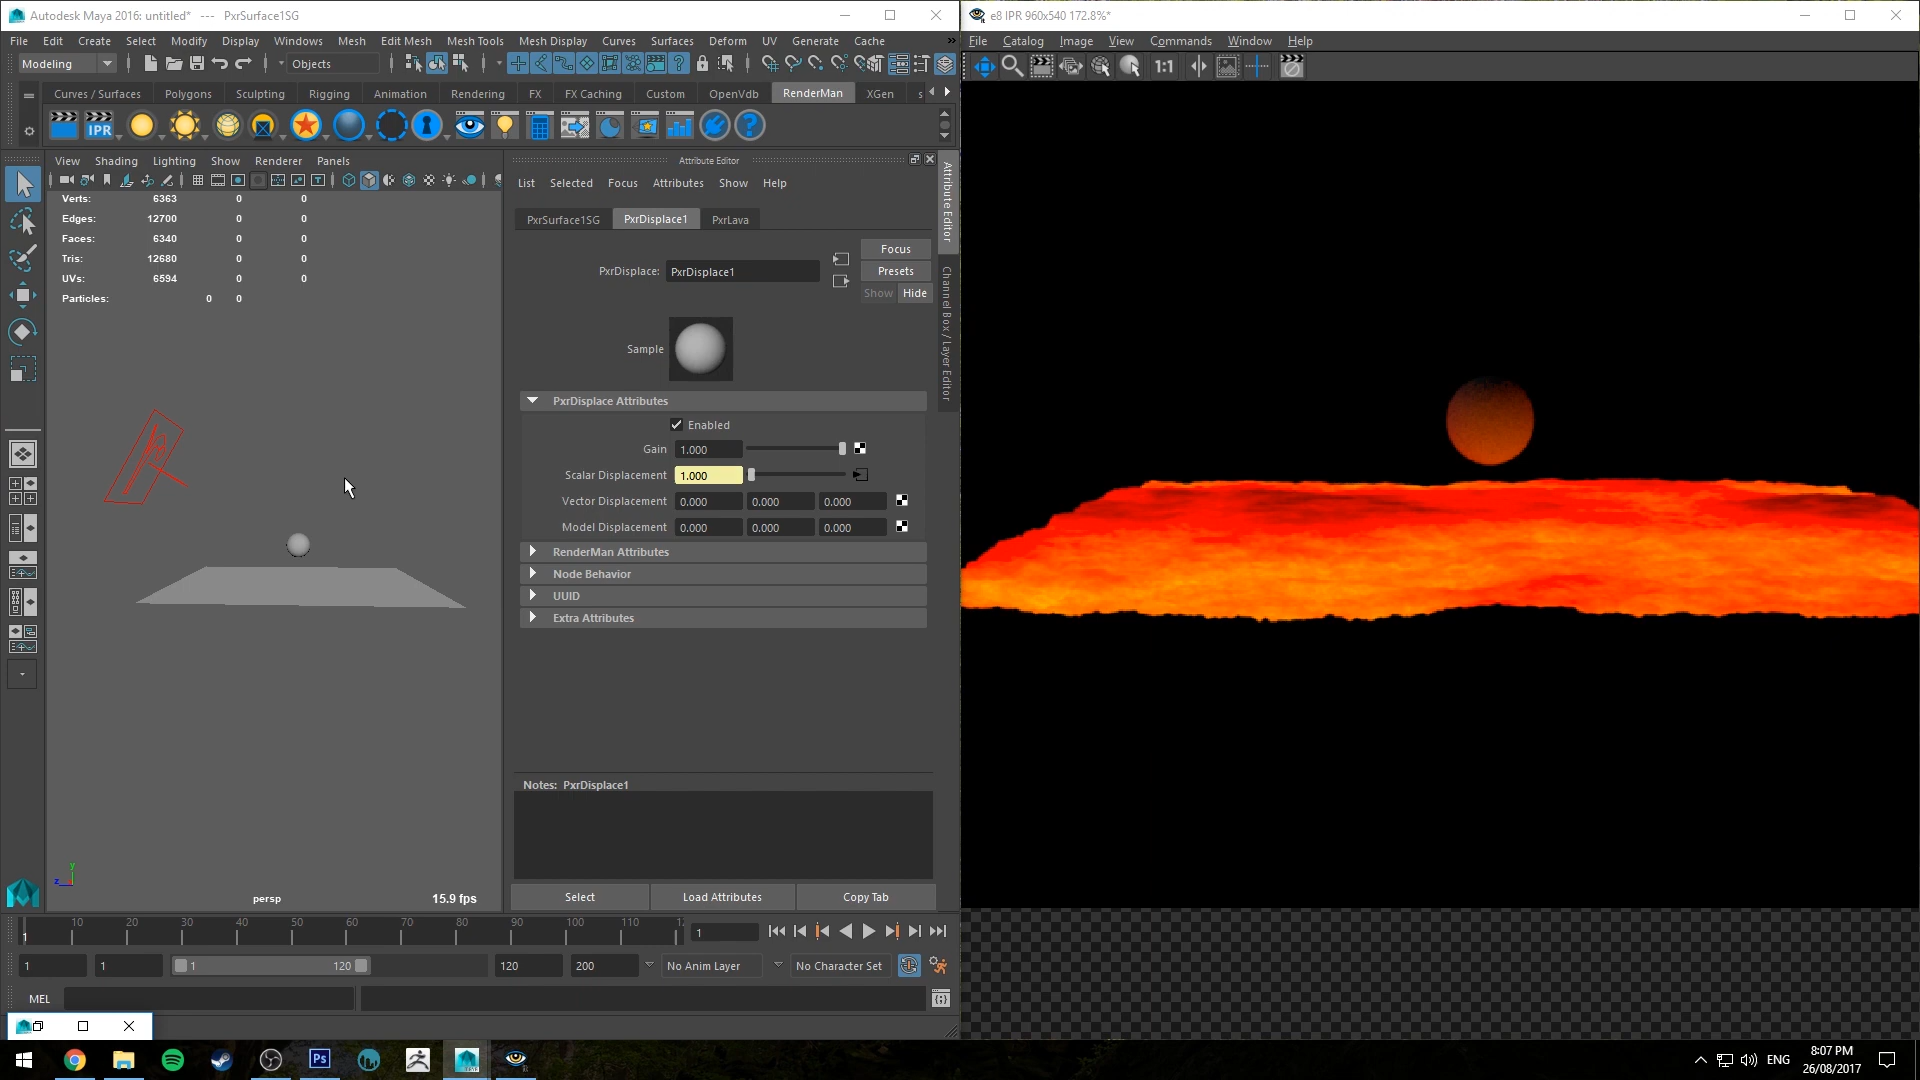 Autodesk Maya 2016: untitled* --- PxrSurface1SG
File Edit Create Select Modify Display Windows Mesh Edit Mesh Mesh Tools Mesh Display Curves Surfaces Deform UV Generate Cache
Modeling Objects
Curves / Surfaces Polygons Sculpting Rigging Animation Rendering FX FX Caching Custom OpenVdb RenderMan XGen s
IPR
View Shading Lighting Show Renderer Panels
Verts: 6363 0 0
Edges: 12700 0 0
Faces: 6340 0 0
Tris: 12680 0 0
UVs: 6594 0 0
Particles: 0 0
persp 15.9 fps
y
z
Attribute Editor
List Selected Focus Attributes Show Help
PxrSurface1SG PxrDisplace1 PxrLava
Focus
PxrDisplace: PxrDisplace1 Presets
Show Hide
Sample
PxrDisplace Attributes
Enabled
Gain 1.000
Scalar Displacement 1.000
Vector Displacement 0.000 0.000 0.000
Model Displacement 0.000 0.000 0.000
RenderMan Attributes
Node Behavior
UUID
Extra Attributes
Notes: PxrDisplace1
Select Load Attributes Copy Tab
Attribute Editor
Channel Box / Layer Editor
10 20 30 40 50 60 70 80 90 100 110 12
1 1
1 1 1 120 120 200 No Anim Layer No Character Set
MEL
e8 IPR 960x540 172.8%*
File Catalog Image View Commands Window Help
1:1
Ps
ENG
8:07 PM
26/08/2017